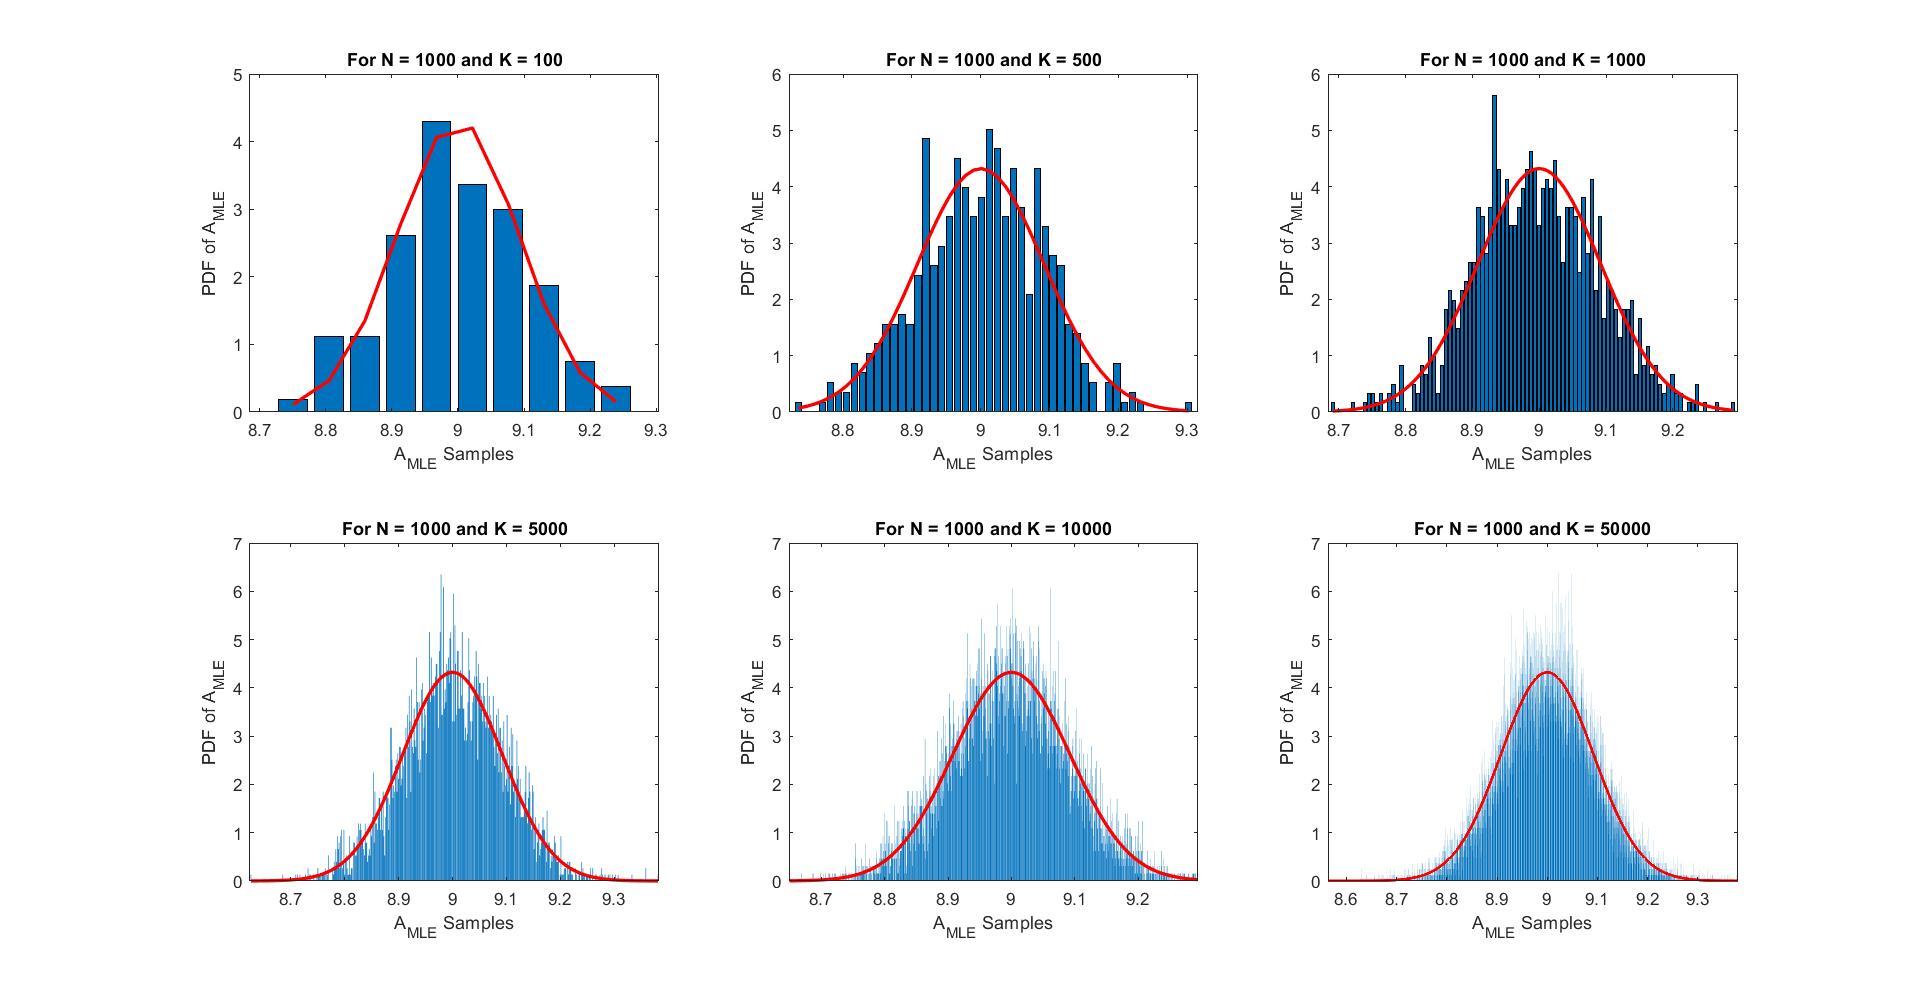 For N = 1000 and K = 100
5
4
3
2
1
0
PDF of A_MLE
8.7 8.8 8.9 9 9.1 9.2 9.3
A_MLE Samples
For N = 1000 and K = 500
6
5
4
3
2
1
0
PDF of A_MLE
8.8 8.9 9 9.1 9.2 9.3
A_MLE Samples
For N = 1000 and K = 1000
6
5
4
3
2
1
0
PDF of A_MLE
8.7 8.8 8.9 9 9.1 9.2
A_MLE Samples
For N = 1000 and K = 5000
7
6
5
4
3
2
1
0
PDF of A_MLE
8.7 8.8 8.9 9 9.1 9.2 9.3
A_MLE Samples
For N = 1000 and K = 10000
7
6
5
4
3
2
1
0
PDF of A_MLE
8.7 8.8 8.9 9 9.1 9.2
A_MLE Samples
For N = 1000 and K = 50000
7
6
5
4
3
2
1
0
PDF of A_MLE
8.6 8.7 8.8 8.9 9 9.1 9.2 9.3
A_MLE Samples